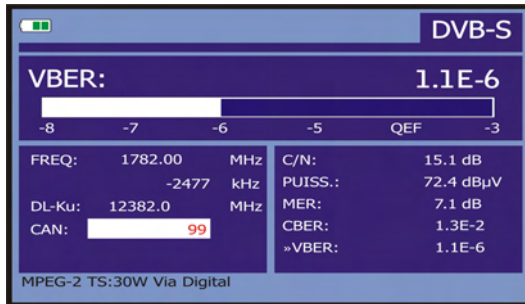 DVB-S
VBER: 1.1E-6
-8 -7 -6 -5 QEF -3
FREQ: 1782.00 MHz
-2477 kHz
DL-Ku: 12382.0 MHz
CAN: 99
C/N: 15.1 dB
PUISS.: 72.4 dBµV
MER: 7.1 dB
CBER: 1.3E-2
»VBER: 1.1E-6
MPEG-2 TS:30W Via Digital